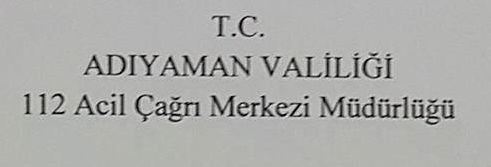 T.C.
ADIYAMAN VALİLİĞİ
112 Acil Çağrı Merkezi Müdürlüğü